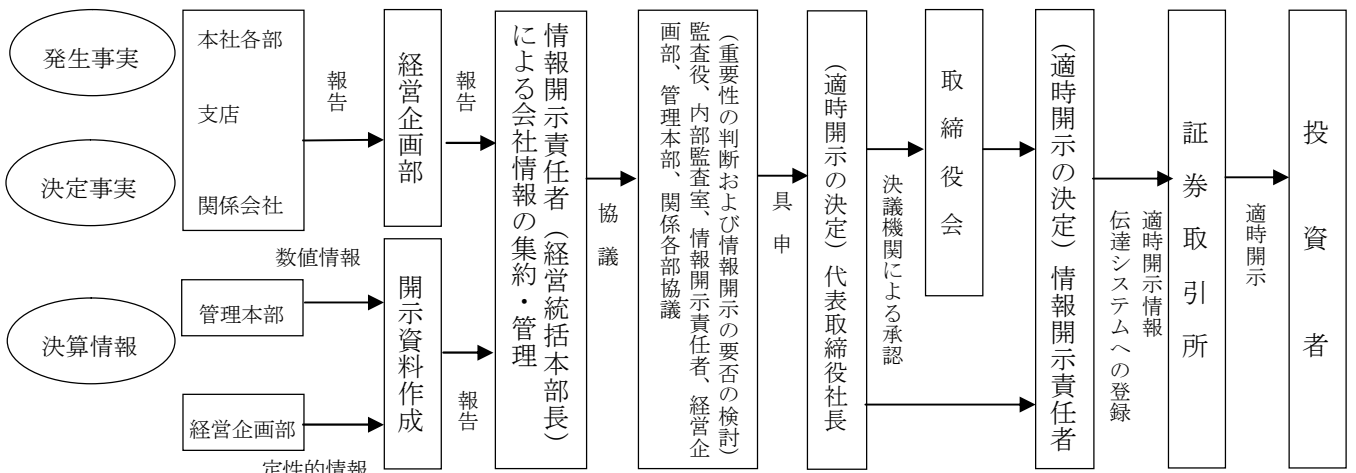 発生事実
決定事実
決算情報
本社各部
支店
関係会社
報告
経営企画部
報告
数値情報
管理本部
経営企画部
定性的情報
開示資料作成
報告
情報開示責任者（経営統括本部長）
による会社情報の集約・管理
協議
（重要性の判断および情報開示の要否の検討）
監査役、内部監査室、情報開示責任者、経営企
画部、管理本部、関係各部協議
具申
（適時開示の決定）代表取締役社長
決議機関による承認
取締役会
（適時開示の決定）情報開示責任者
適時開示情報
伝達システムへの登録
証券取引所
適時開示
投資者